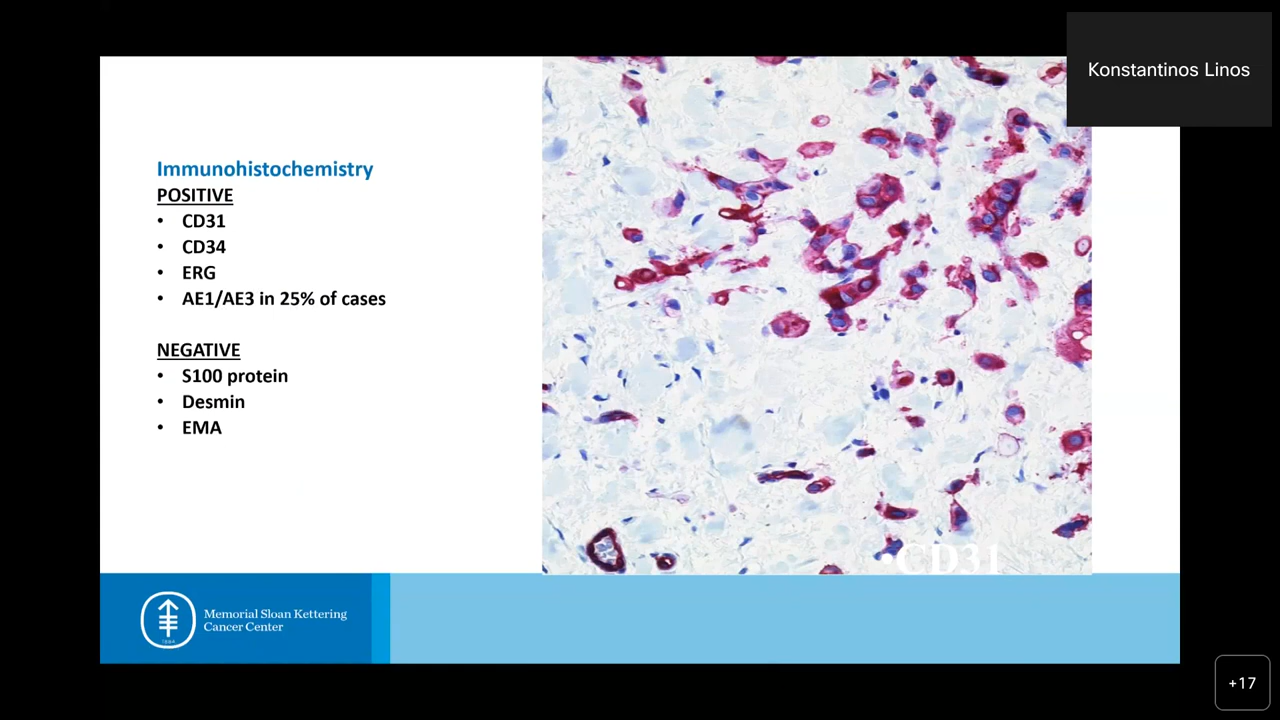 Konstantinos Linos
Immunohistochemistry
POSITIVE
• CD31
• CD34
• ERG
• AE1/AE3 in 25% of cases
NEGATIVE
• S100 protein
• Desmin
• EMA
•CD31
Memorial Sloan Kettering
Cancer Center
1884
+17